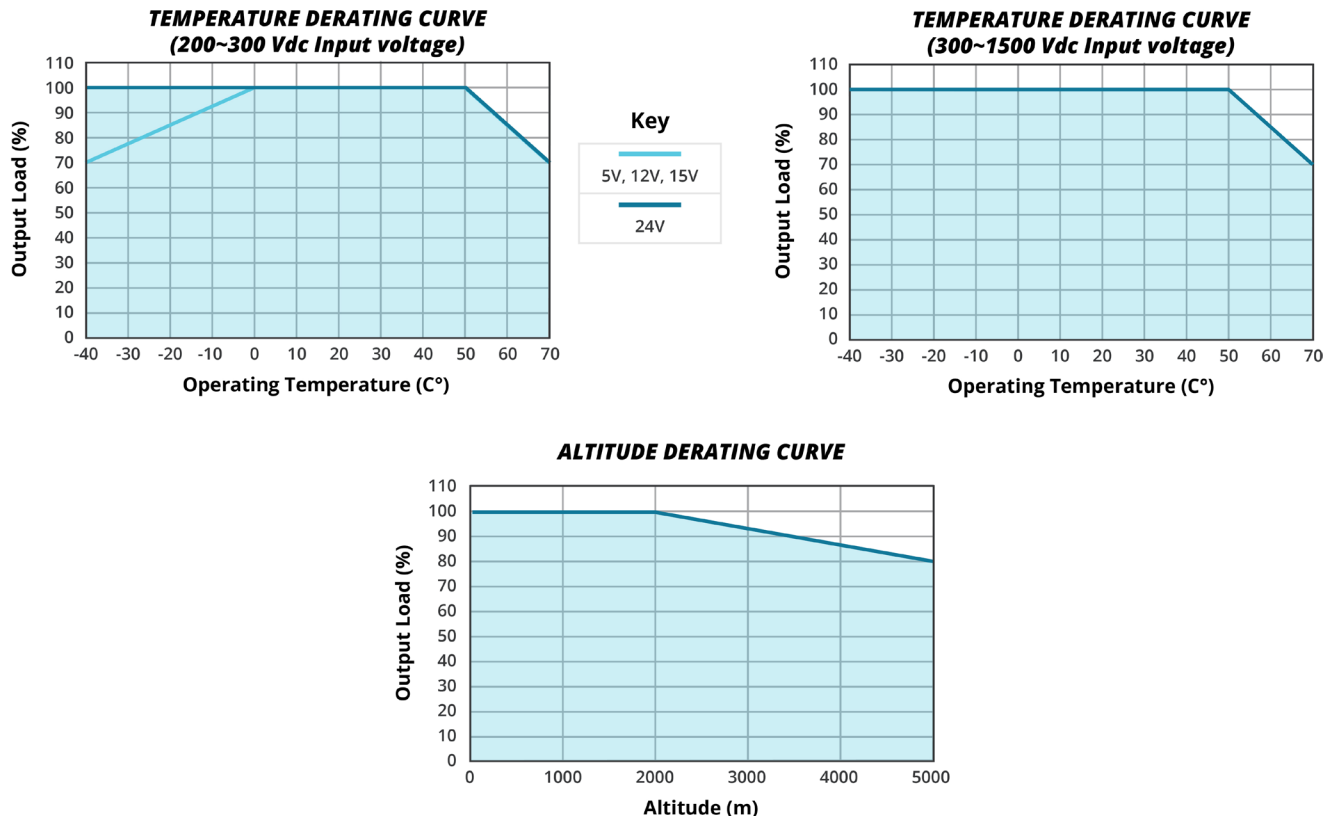 TEMPERATURE DERATING CURVE
(200~300 Vdc Input voltage)
110
100
90
80
70
60
50
40
30
20
10
0
Output Load (%)
-40 -30 -20 -10 0 10 20 30 40 50 60 70
Operating Temperature (C°)
Key
5V, 12V, 15V
24V
TEMPERATURE DERATING CURVE
(300~1500 Vdc Input voltage)
110
100
90
80
70
60
50
40
30
20
10
0
Output Load (%)
-40 -30 -20 -10 0 10 20 30 40 50 60 70
Operating Temperature (C°)
ALTITUDE DERATING CURVE
110
100
90
80
70
60
50
40
30
20
10
0
Output Load (%)
0 1000 2000 3000 4000 5000
Altitude (m)